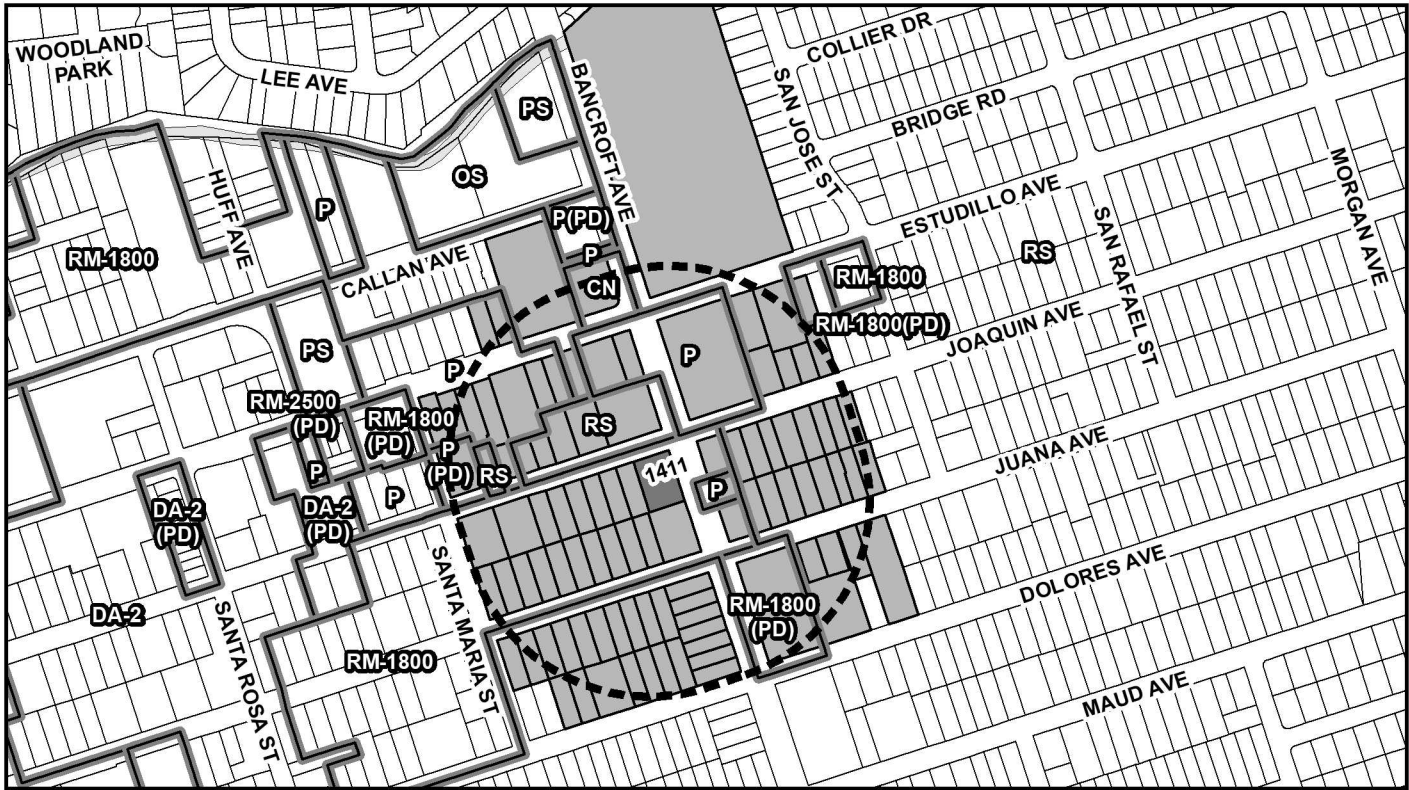 WOODLAND
PARK
LEE AVE
COLLIER DR
BANCROFT AVE
SAN JOSE ST
BRIDGE RD
PS
OS
HUFF AVE
P
MORGAN AVE
P(PD)
ESTUDILLO AVE
SAN RAFAEL ST
RM-1800
P
RS
CALLAN AVE
CN
RM-1800
RM-1800(PD)
JOAQUIN AVE
PS
P
P
RM-2500
(PD)
RM-1800
(PD)
RS
P
(PD)
RS
1411
JUANA AVE
P
P
P
DA-2
(PD)
DA-2
(PD)
SANTA MARIA ST
DOLORES AVE
DA-2
SANTA ROSA ST
RM-1800
RM-1800
(PD)
MAUD AVE